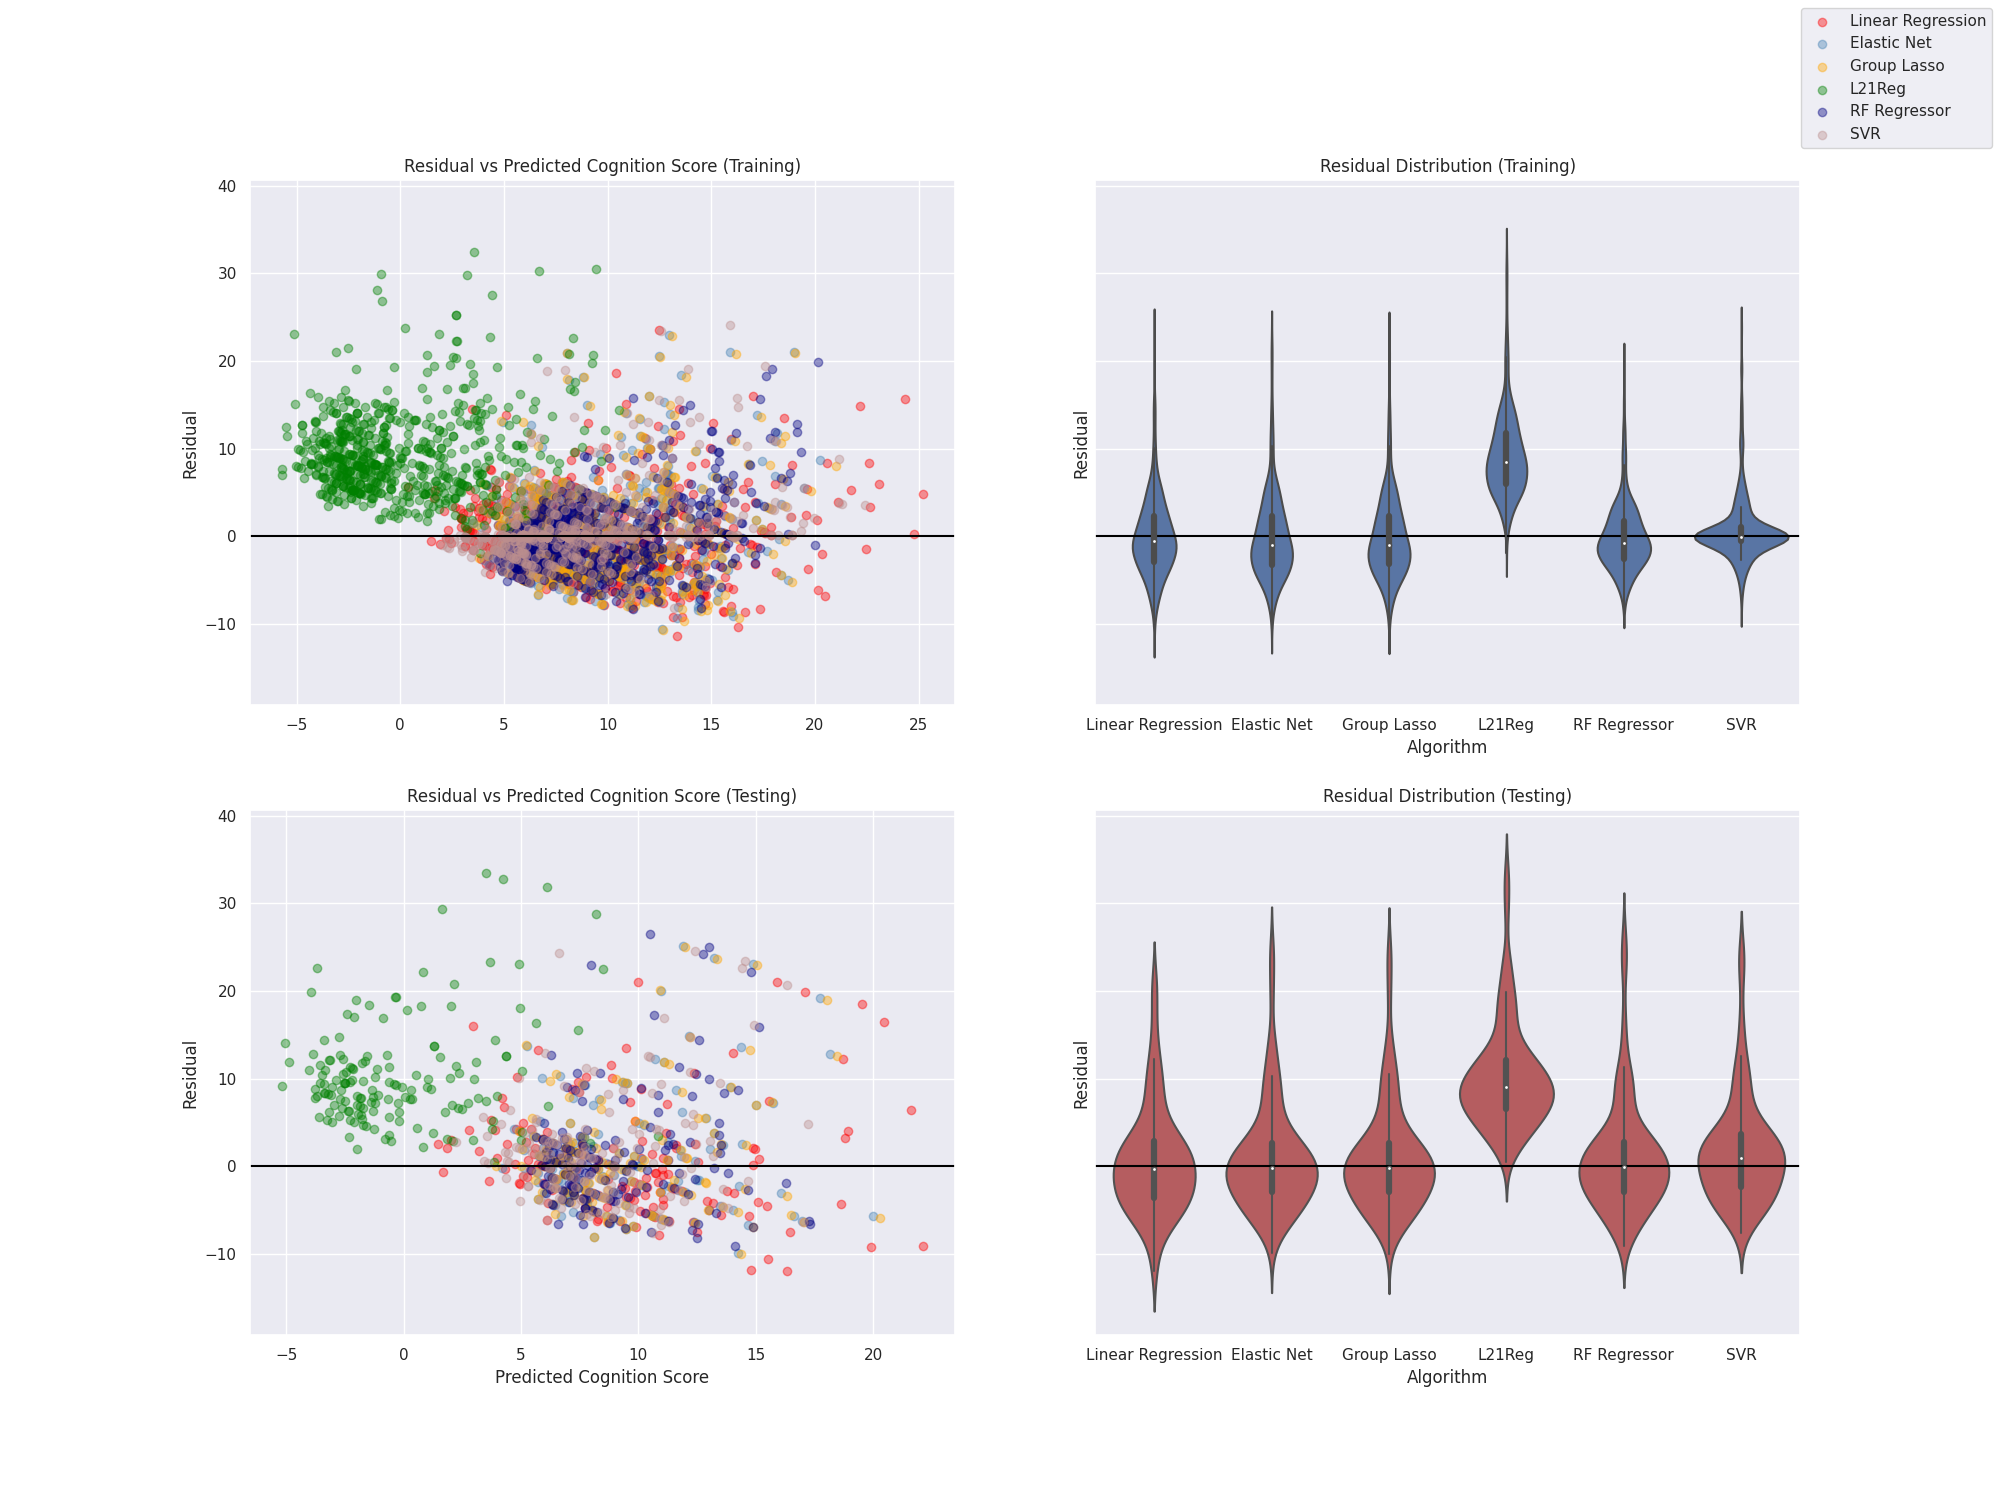 Linear Regression
Elastic Net
Group Lasso
L21Reg
RF Regressor
SVR
Residual vs Predicted Cognition Score (Training)
40
30
20
10
0
−10
Residual
−5 0 5 10 15 20 25
Residual Distribution (Training)
Residual
Linear Regression Elastic Net Group Lasso L21Reg RF Regressor SVR
Algorithm
Residual vs Predicted Cognition Score (Testing)
40
30
20
10
0
−10
Residual
−5 0 5 10 15 20
Predicted Cognition Score
Residual Distribution (Testing)
Residual
Linear Regression Elastic Net Group Lasso L21Reg RF Regressor SVR
Algorithm